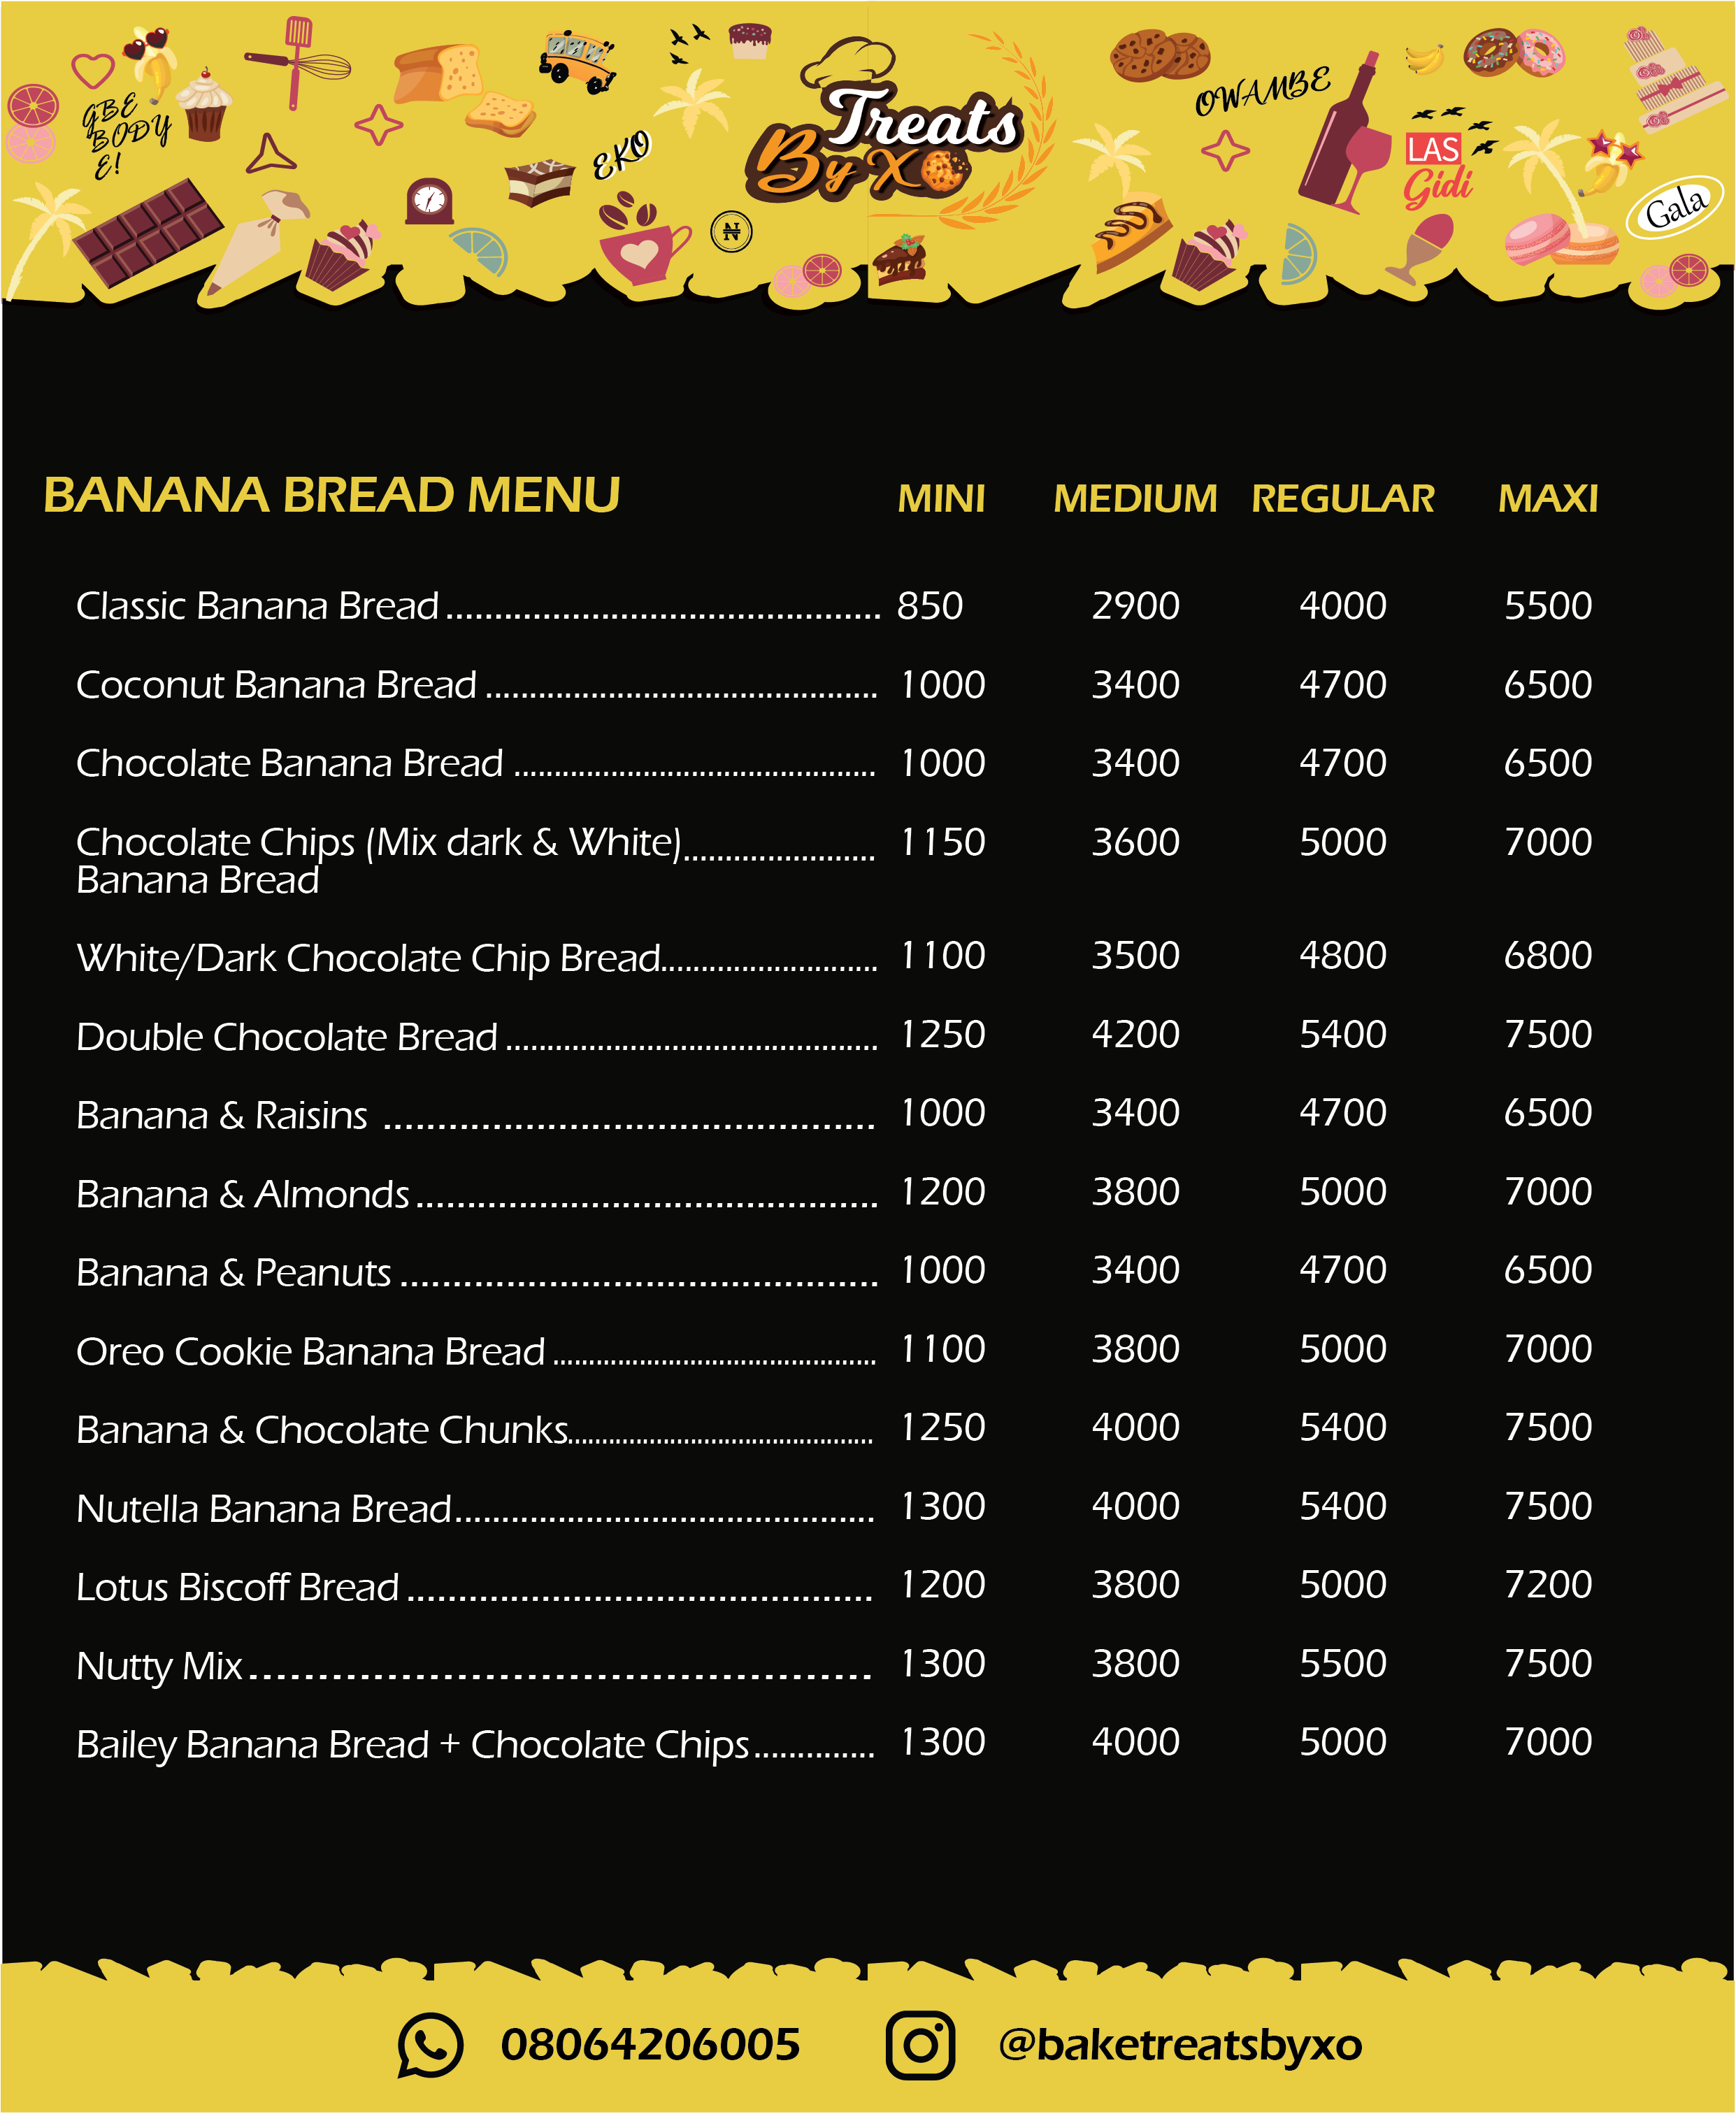 GBE
BODY
E!
EKO
₦
Treats
By XO
OWAMBE
LAS
Gidi
Gala
BANANA BREAD MENU MINI MEDIUM REGULAR MAXI
Classic Banana Bread ........................................... 850 2900 4000 5500
Coconut Banana Bread ........................................... 1000 3400 4700 6500
Chocolate Banana Bread ........................................... 1000 3400 4700 6500
Chocolate Chips (Mix dark & White)....................... 1150 3600 5000 7000
Banana Bread
White/Dark Chocolate Chip Bread........................... 1100 3500 4800 6800
Double Chocolate Bread ........................................... 1250 4200 5400 7500
Banana & Raisins ........................................... 1000 3400 4700 6500
Banana & Almonds ........................................... 1200 3800 5000 7000
Banana & Peanuts ........................................... 1000 3400 4700 6500
Oreo Cookie Banana Bread ........................................... 1100 3800 5000 7000
Banana & Chocolate Chunks........................................... 1250 4000 5400 7500
Nutella Banana Bread........................................... 1300 4000 5400 7500
Lotus Biscoff Bread ........................................... 1200 3800 5000 7200
Nutty Mix ........................................... 1300 3800 5500 7500
Bailey Banana Bread + Chocolate Chips .............. 1300 4000 5000 7000
08064206005 @baketreatsbyxo